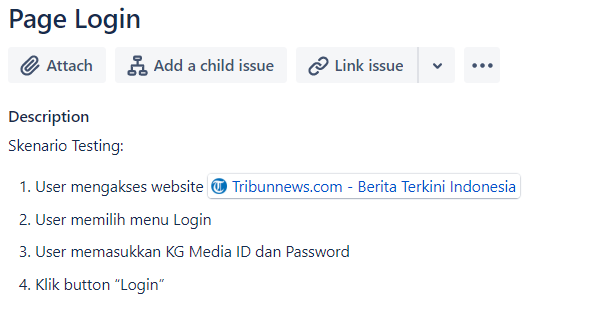 Page Login
Attach Add a child issue Link issue
Description
Skenario Testing:
1. User mengakses website Tribunnews.com - Berita Terkini Indonesia
2. User memilih menu Login
3. User memasukkan KG Media ID dan Password
4. Klik button “Login”